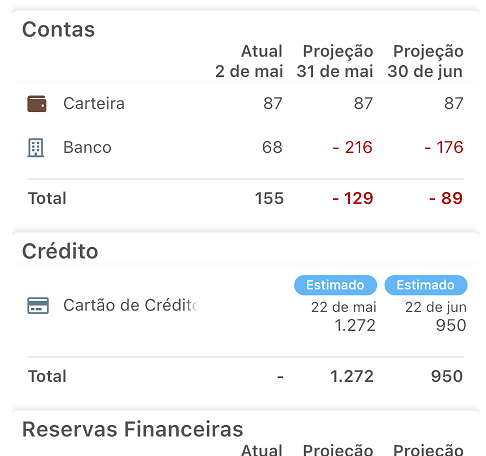 Contas
Atual Projeção Projeção
2 de mai 31 de mai 30 de jun
Carteira 87 87 87
Banco 68 - 216 - 176
Total 155 - 129 - 89
Crédito
Estimado Estimado
Cartão de Crédito 22 de mai 22 de jun
1.272 950
Total - 1.272 950
Reservas Financeiras
Atual Projeção Projeção